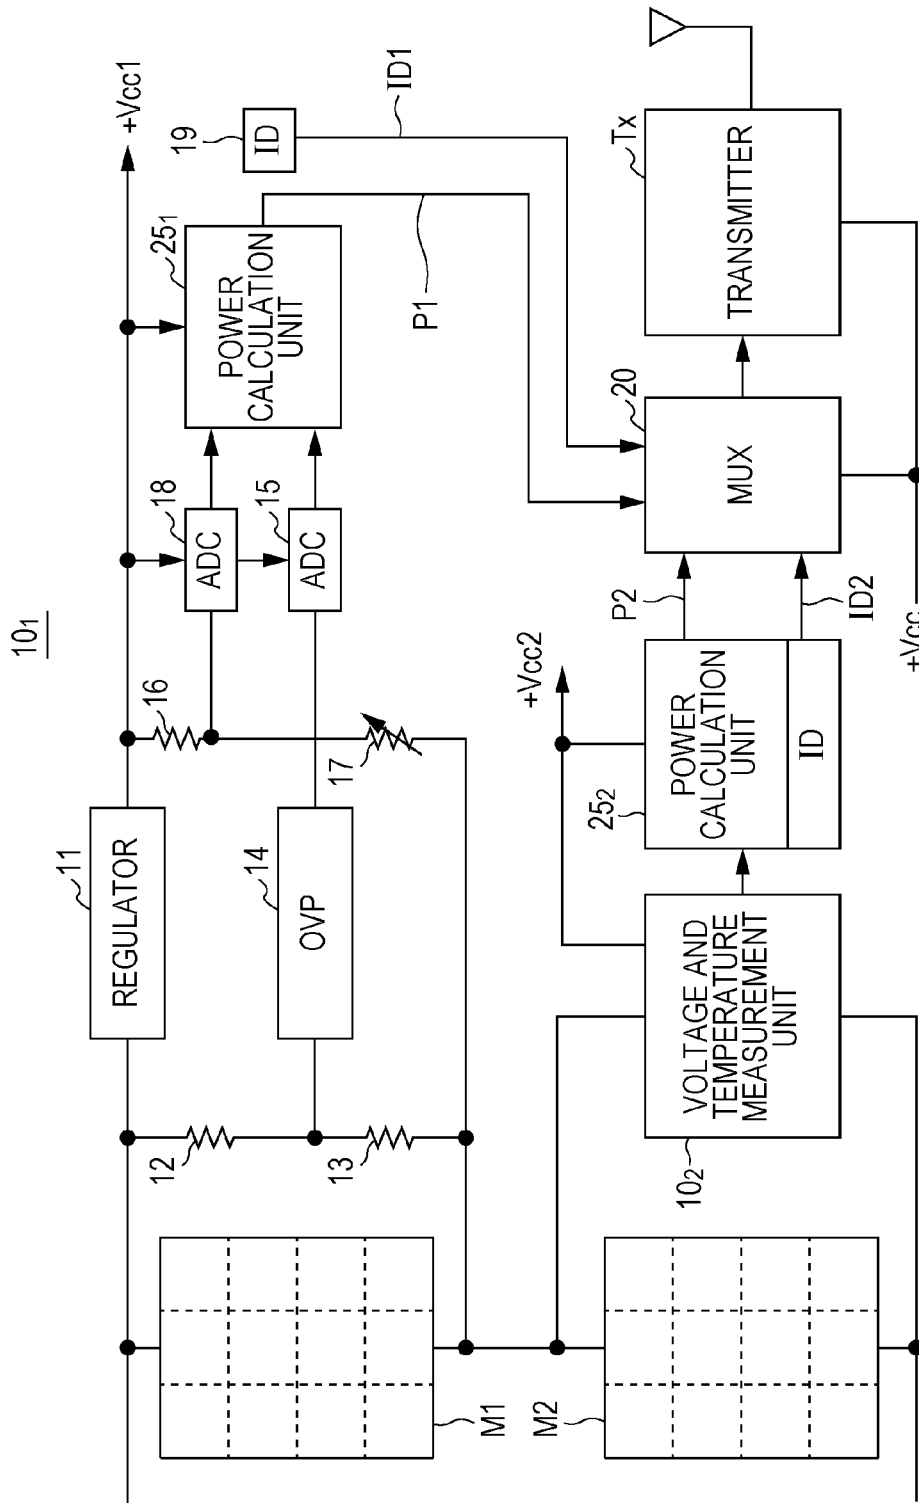 10₁
+Vcc1
11
REGULATOR
16
18
ADC
25₁
POWER
CALCULATION
UNIT
19
ID
ID1
12
14
OVP
17
15
ADC
P1
13
M1
+Vcc2
M2
10₂
VOLTAGE AND
TEMPERATURE
MEASUREMENT
UNIT
25₂
POWER
CALCULATION
UNIT
ID
P2
ID2
20
MUX
Tx
TRANSMITTER
+Vcc